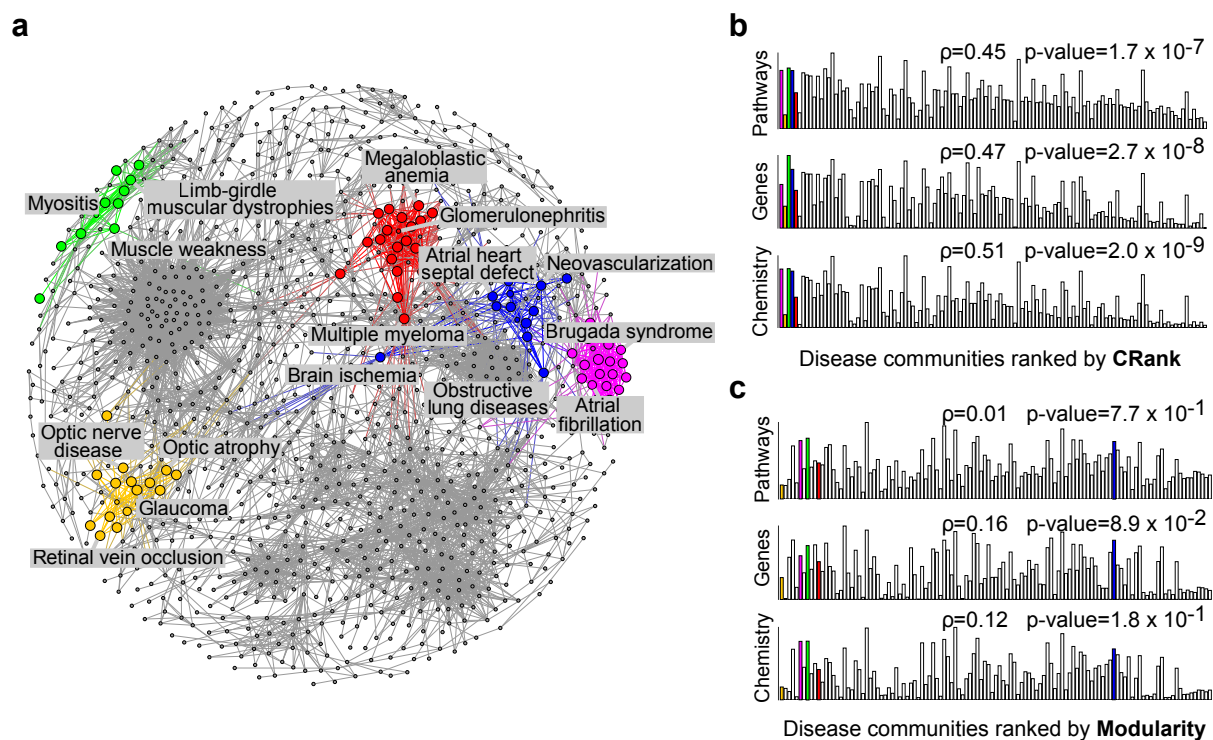 a
Megaloblastic
anemia
Limb-girdle
muscular dystrophies
Myositis
Glomerulonephritis
Muscle weakness
Atrial heart
septal defect
Neovascularization
Multiple myeloma
Brugada syndrome
Brain ischemia
Obstructive
lung diseases
Atrial
fibrillation
Optic nerve
disease
Optic atrophy
Glaucoma
Retinal vein occlusion
b
Pathways
ρ=0.45 p-value=1.7 x 10-7
Genes
ρ=0.47 p-value=2.7 x 10-8
Chemistry
ρ=0.51 p-value=2.0 x 10-9
Disease communities ranked by CRank
c
Pathways
ρ=0.01 p-value=7.7 x 10-1
Genes
ρ=0.16 p-value=8.9 x 10-2
Chemistry
ρ=0.12 p-value=1.8 x 10-1
Disease communities ranked by Modularity